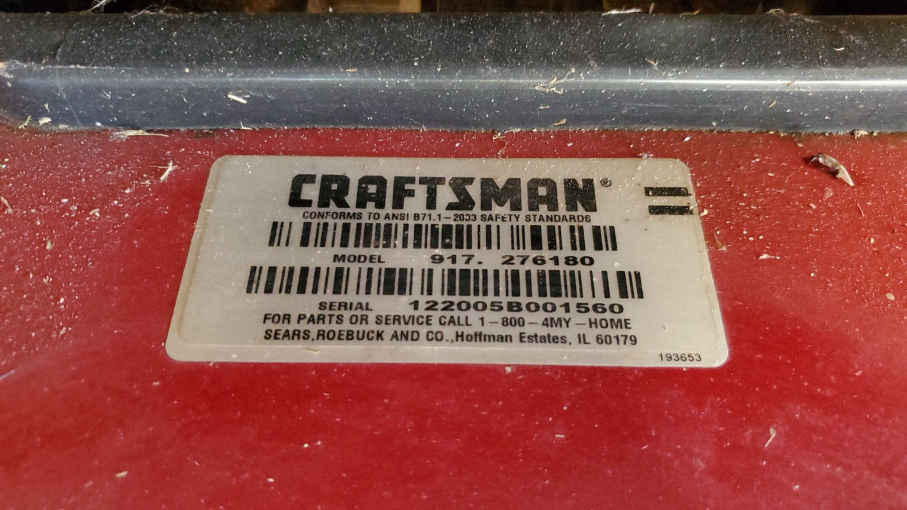 CRAFTSMAN®
CONFORMS TO ANSI B71.1-2033 SAFETY STANDARDS
MODEL 917. 276180
SERIAL 122005B001560
FOR PARTS OR SERVICE CALL 1-800-4MY-HOME
SEARS,ROEBUCK AND CO.,Hoffman Estates, IL 60179
193653